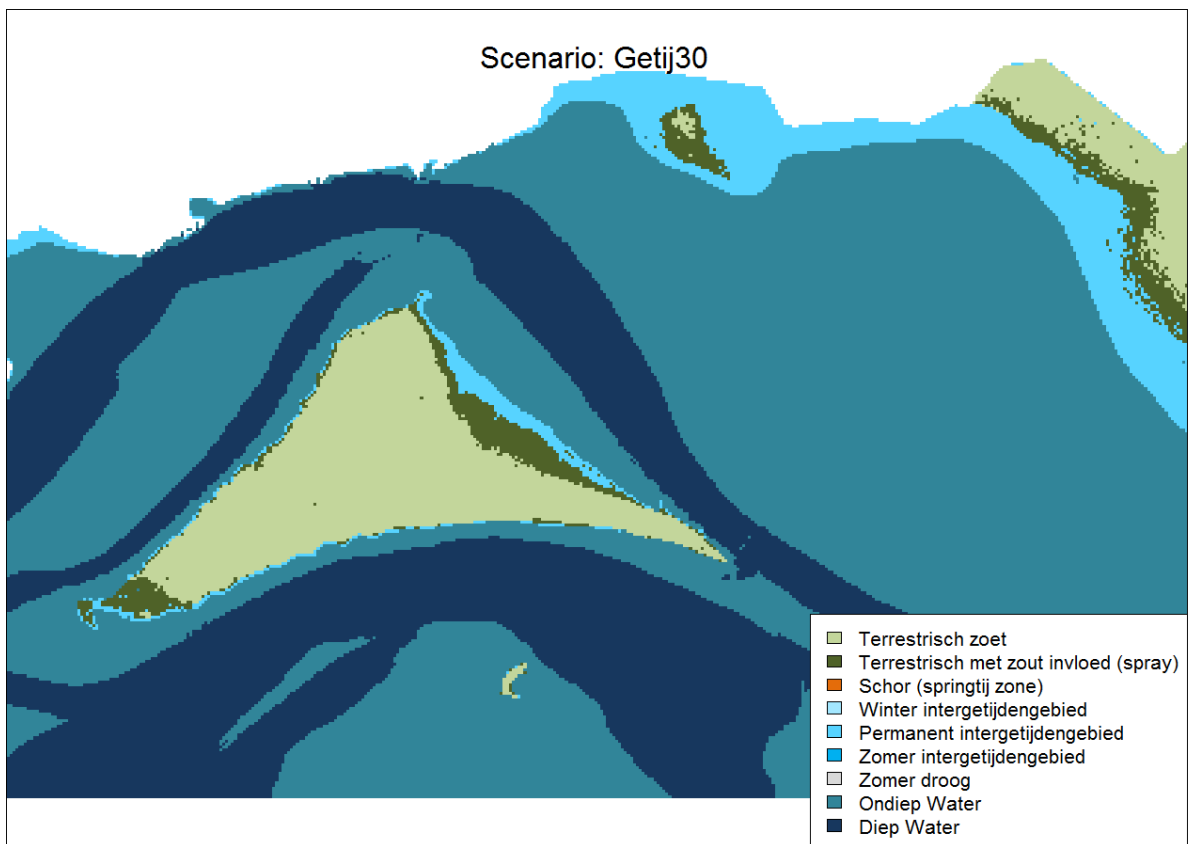 Scenario: Getij30
Terrestrisch zoet
Terrestrisch met zout invloed (spray)
Schor (springtij zone)
Winter intergetijdengebied
Permanent intergetijdengebied
Zomer intergetijdengebied
Zomer droog
Ondiep Water
Diep Water